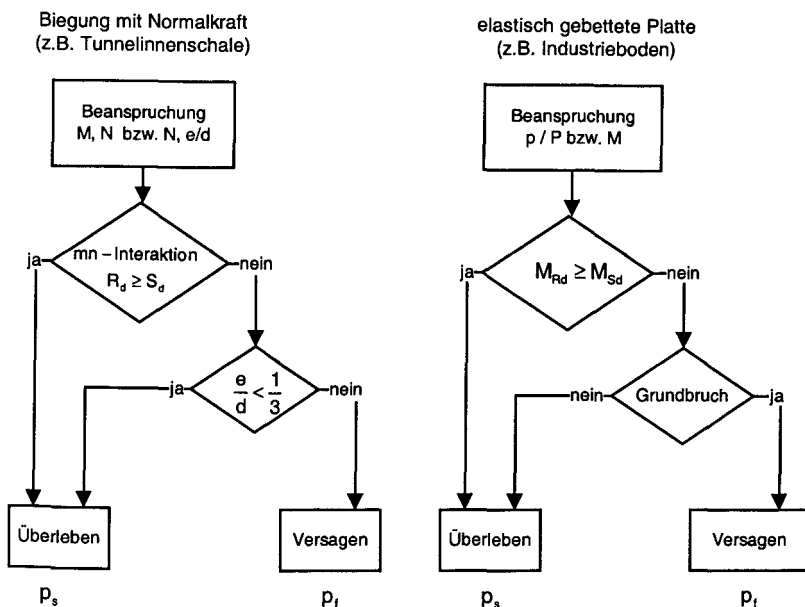 Biegung mit Normalkraft
(z.B. Tunnelinnenschale)
Beanspruchung
M, N bzw. N, e/d
ja
mn – Interaktion
R_d ≥ S_d
nein
ja
e/d < 1/3
nein
Überleben
Versagen
p_s
p_f
elastisch gebettete Platte
(z.B. Industrieboden)
Beanspruchung
p / P bzw. M
ja
M_Rd ≥ M_Sd
nein
nein
Grundbruch
ja
Überleben
Versagen
p_s
p_f